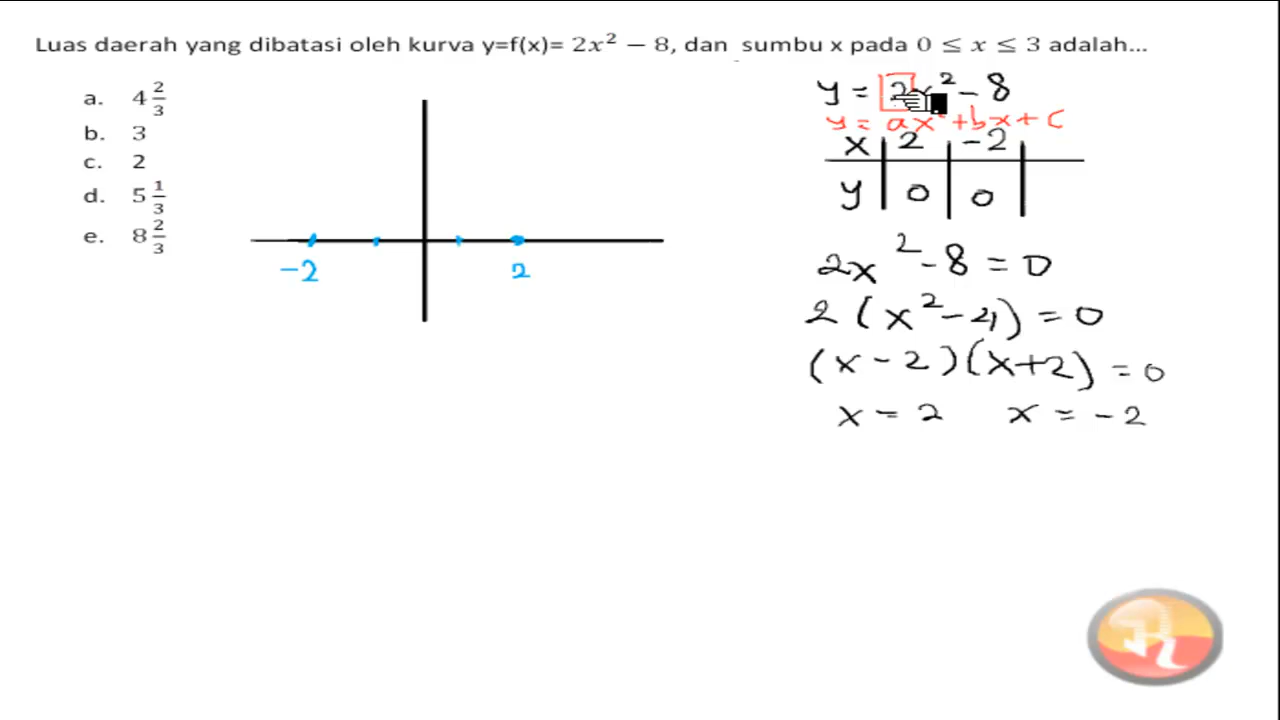 Luas daerah yang dibatasi oleh kurva y=f(x)= 2x² − 8, dan sumbu x pada 0 ≤ x ≤ 3 adalah...
a. 4 2/3
b. 3
c. 2
d. 5 1/3
e. 8 2/3
-2
2
y = 2x² - 8
y = ax² + bx + c
x 2 -2
y 0 0
2x² - 8 = 0
2(x² - 4) = 0
(x - 2)(x + 2) = 0
x = 2 x = -2